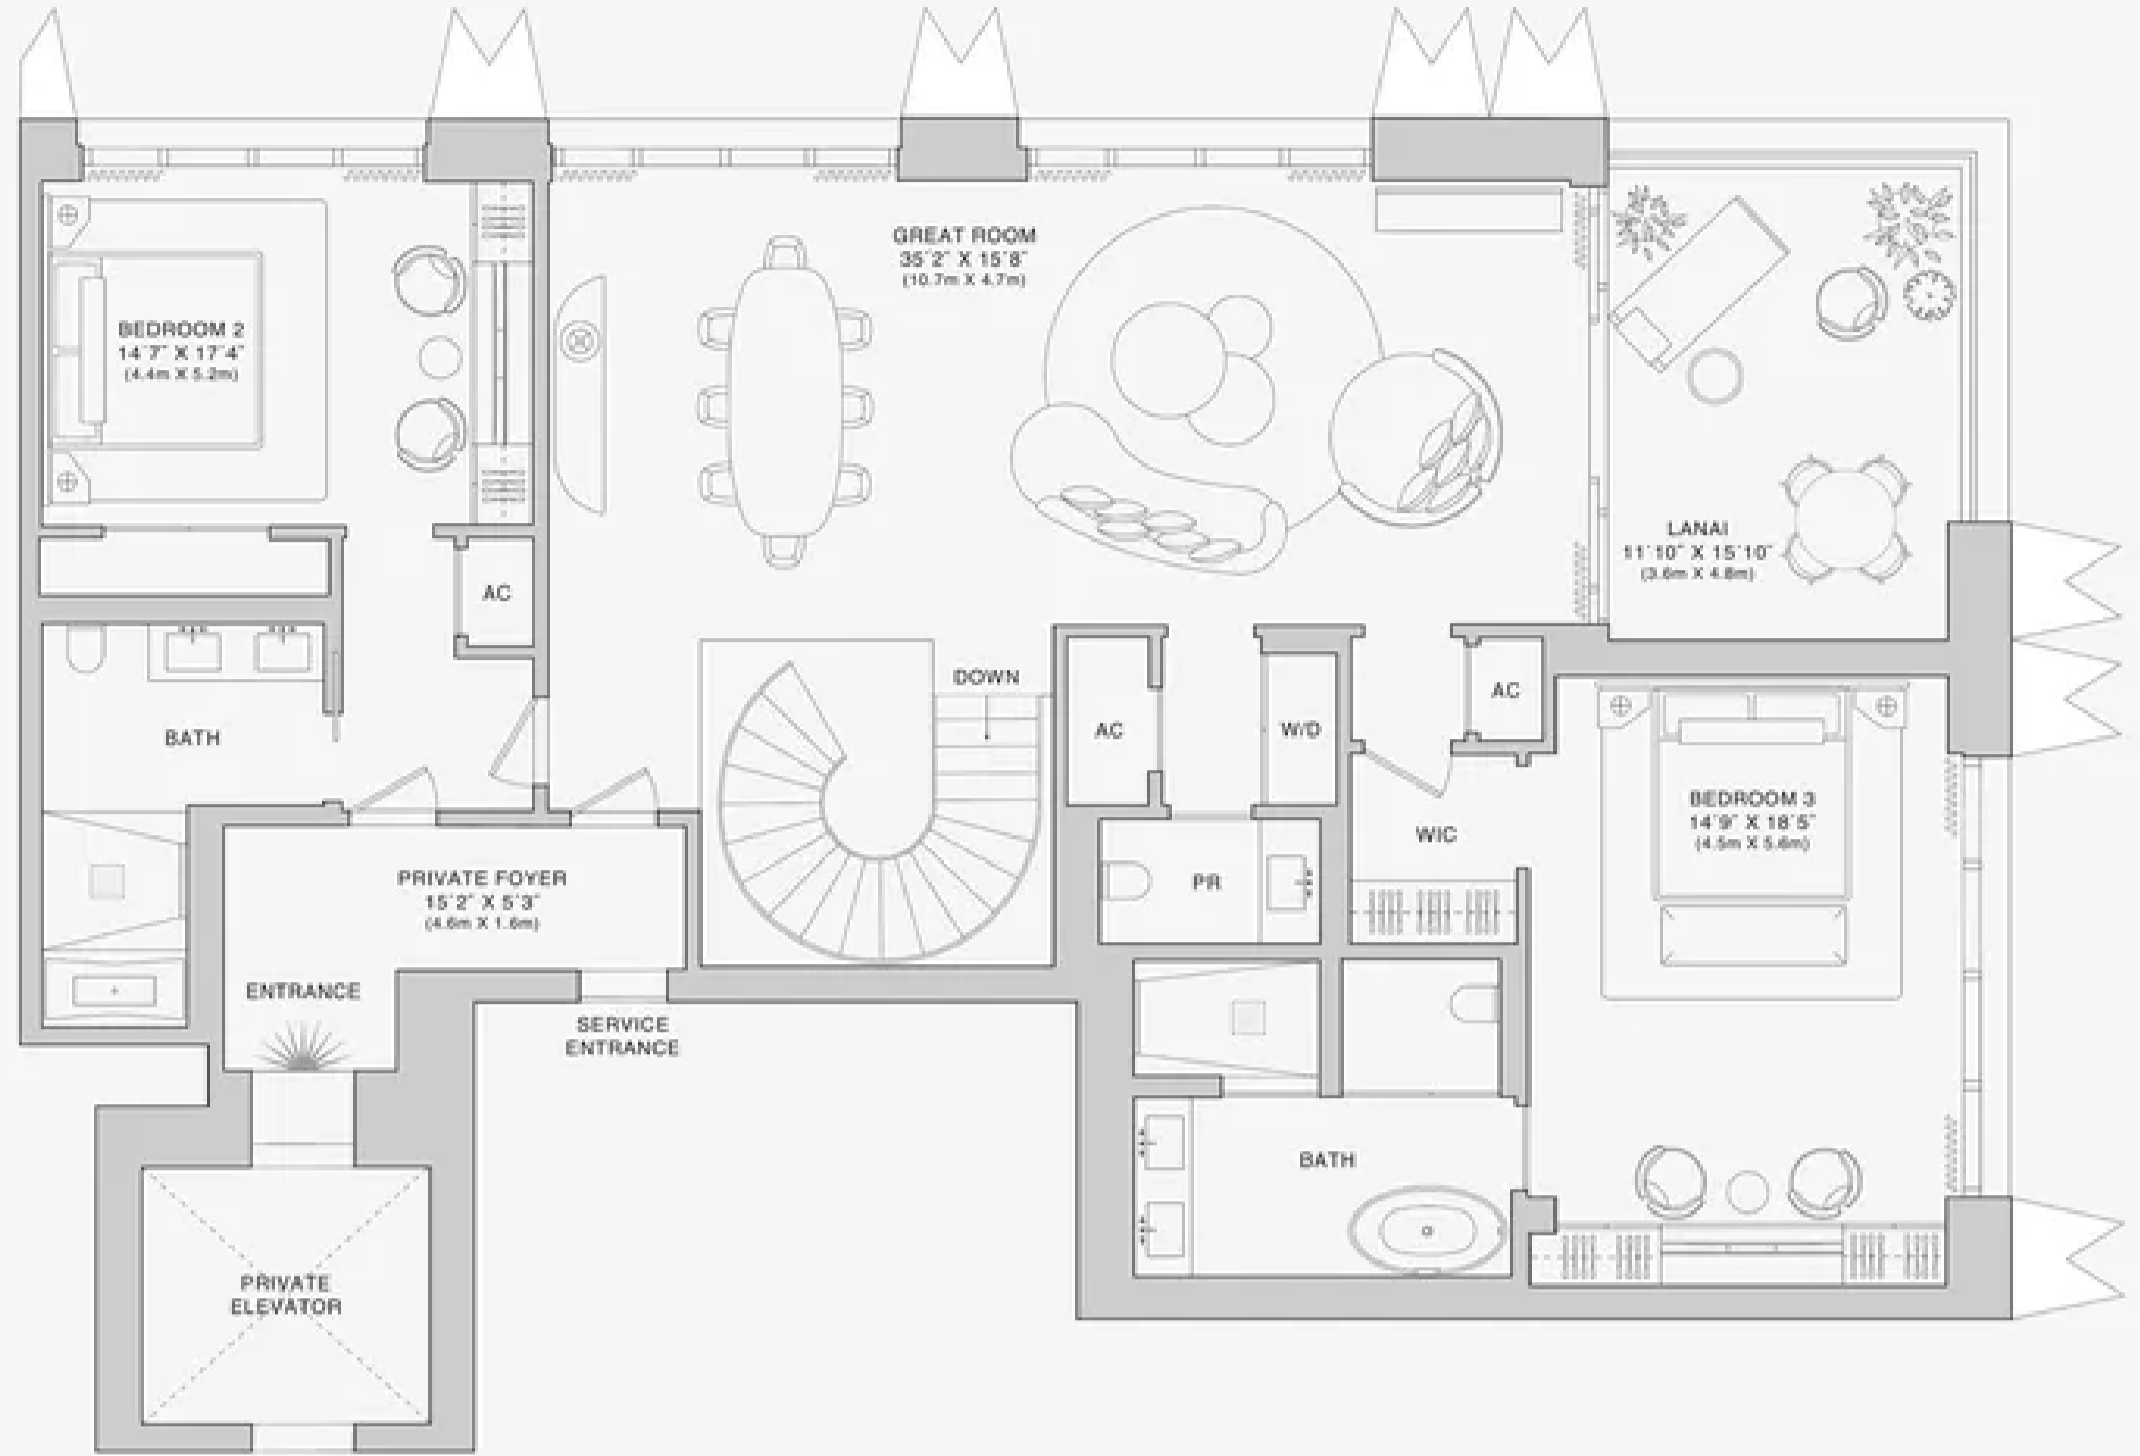 GREAT ROOM
35'2" X 15'8"
(10.7m X 4.7m)
BEDROOM 2
14'7" X 17'4"
(4.4m X 5.2m)
LANAI
11'10" X 15'10"
(3.6m X 4.8m)
AC
DOWN
AC
W/D
AC
BATH
BEDROOM 3
14'9" X 18'5"
(4.5m X 5.6m)
WIC
PRIVATE FOYER
15'2" X 5'3"
(4.6m X 1.6m)
PR
ENTRANCE
SERVICE
ENTRANCE
BATH
PRIVATE
ELEVATOR